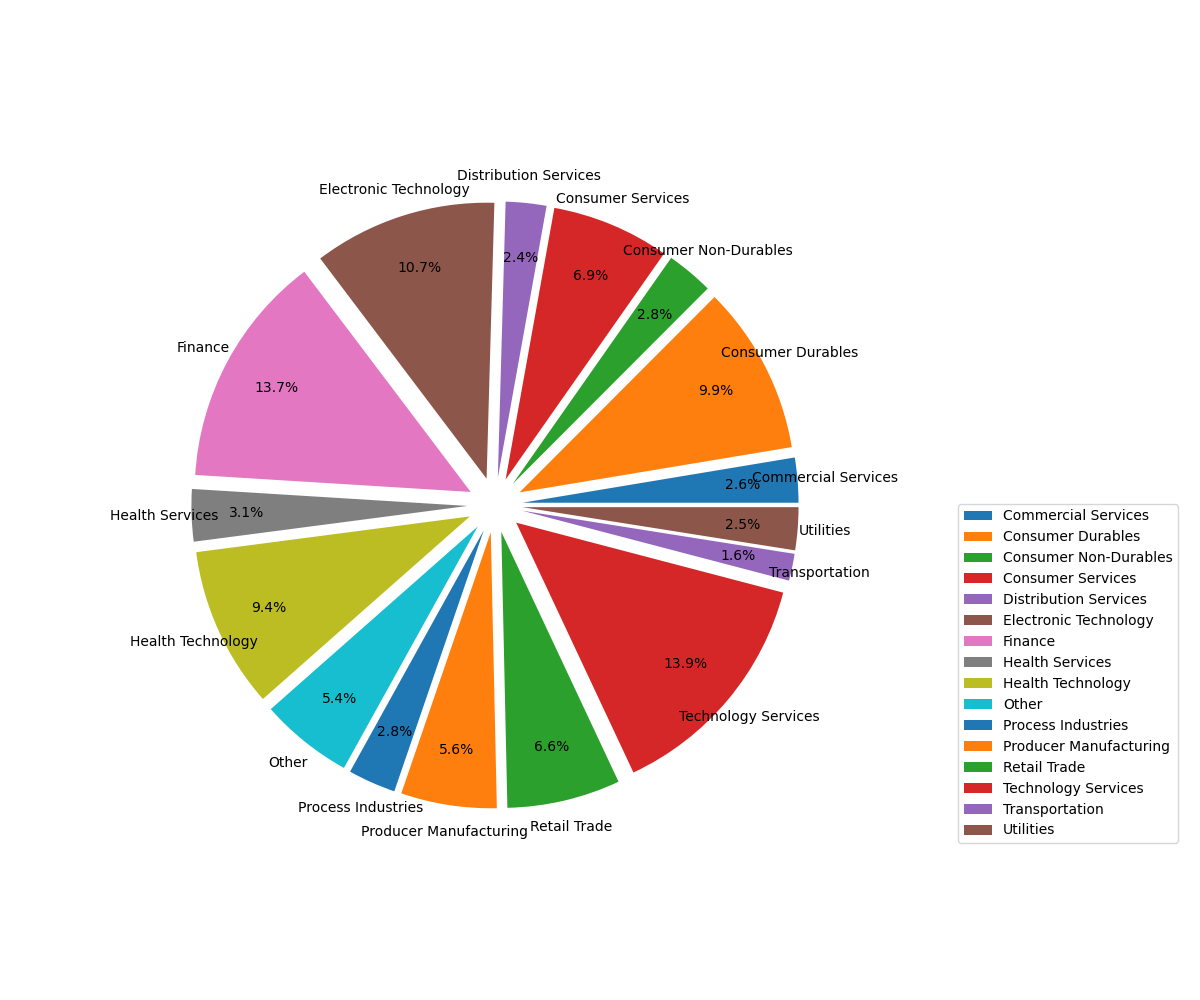 Distribution Services
Electronic Technology
Consumer Services
Consumer Non-Durables
2.4%
10.7%
6.9%
2.8%
Finance
Consumer Durables
13.7%
9.9%
Commercial Services
2.6%
Health Services
3.1%
2.5%
Utilities
1.6%
Transportation
9.4%
Health Technology
13.9%
5.4%
Technology Services
2.8%
5.6%
6.6%
Other
Process Industries
Producer Manufacturing
Retail Trade
Commercial Services
Consumer Durables
Consumer Non-Durables
Consumer Services
Distribution Services
Electronic Technology
Finance
Health Services
Health Technology
Other
Process Industries
Producer Manufacturing
Retail Trade
Technology Services
Transportation
Utilities